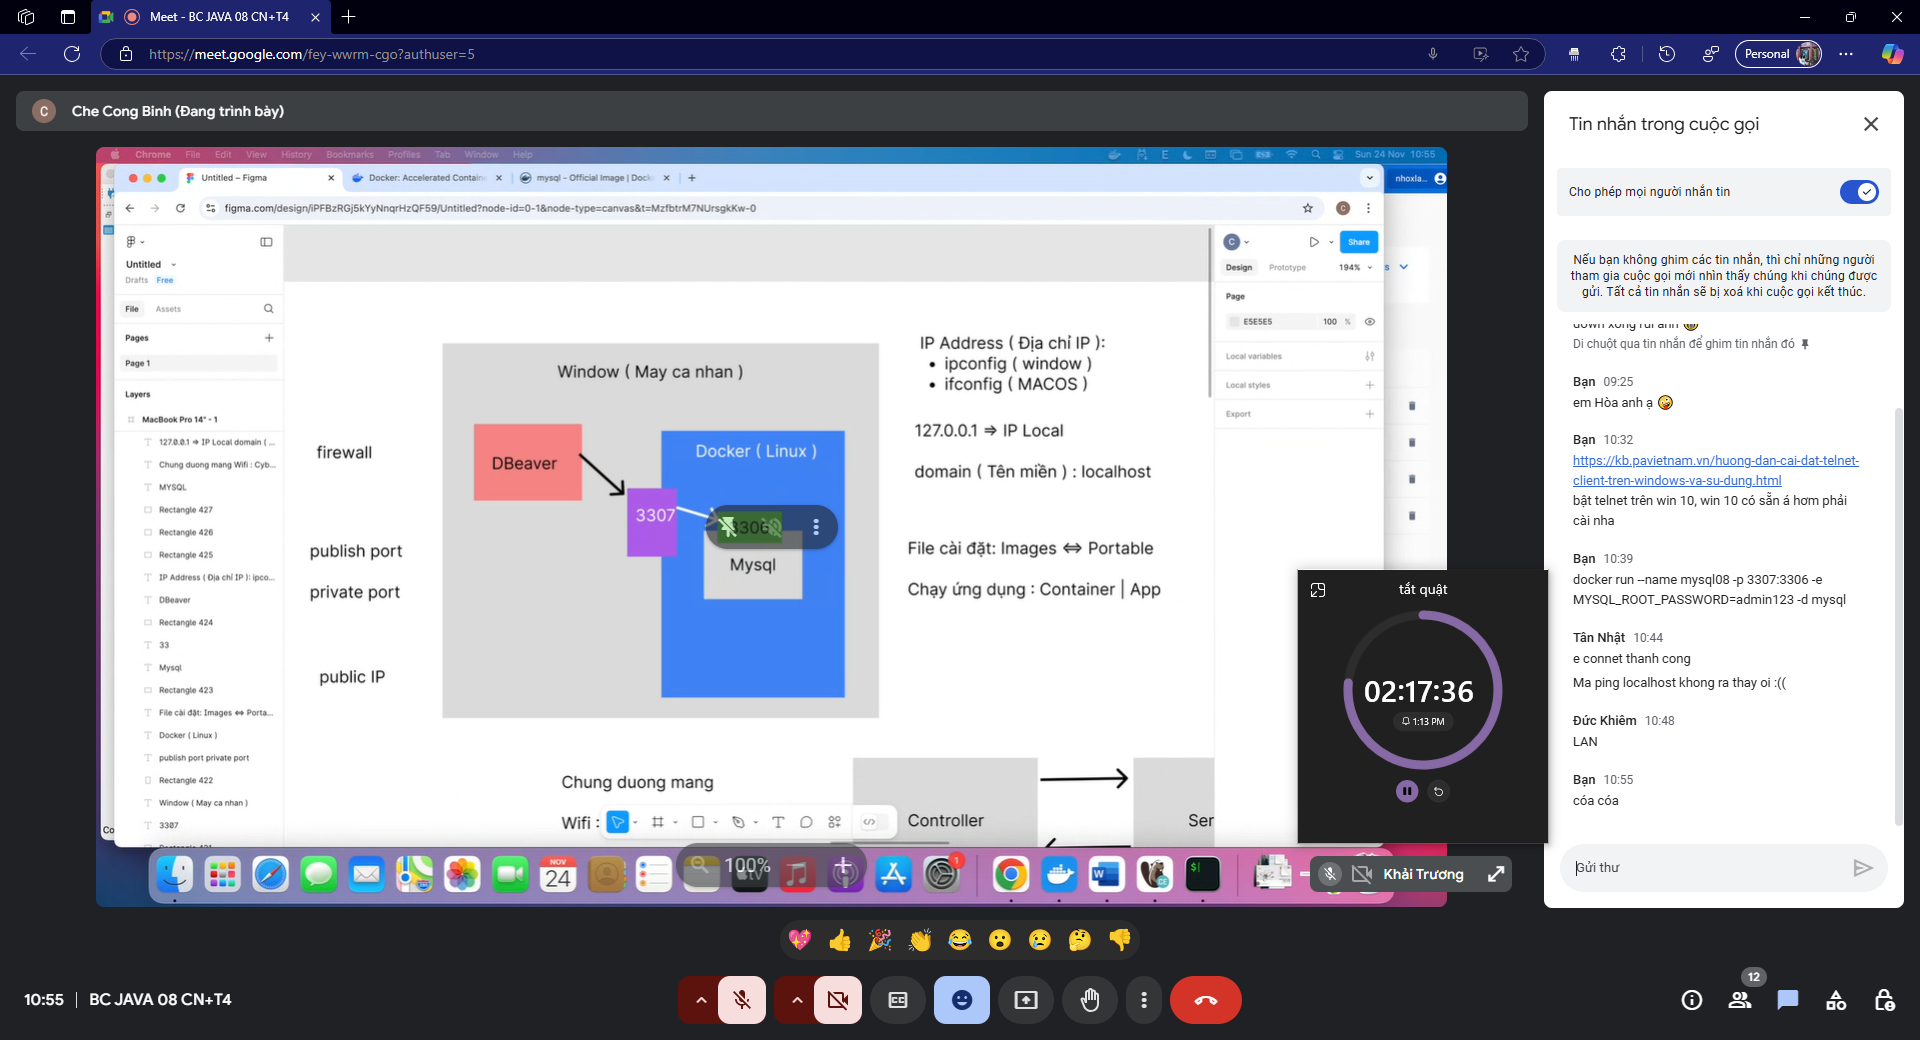 Meet - BC JAVA 08 CN+T4
https://meet.google.com/fey-wwrm-cgo?authuser=5
Personal
C
Che Cong Binh (Đang trình bày)
Chrome File Edit View History Bookmarks Profiles Tab Window Help
Sun 24 Nov 10:55
Untitled – Figma
Docker: Accelerated Contain
mysql - Official Image | Dock
nhoxla...
figma.com/design/iPFBzRGj5kYyNnqrHzQF59/Untitled?node-id=0-1&node-type=canvas&t=MzfbtrM7NUrsgkKw-0
C
Untitled
Drafts Free
File Assets
Pages
Page 1
Layers
MacBook Pro 14" - 1
127.0.0.1 => IP Local domain ( ...
Chung duong mang Wifi : Cyb...
MYSQL
Rectangle 427
Rectangle 426
Rectangle 425
IP Address ( Địa chỉ IP ): ipco...
DBeaver
Rectangle 424
33
Mysql
Rectangle 423
File cài đặt: Images <=> Porta...
Docker ( Linux )
publish port private port
Rectangle 422
Window ( May ca nhan )
3307
Co
firewall
publish port
private port
public IP
Window ( May ca nhan )
DBeaver
Docker ( Linux )
3307
3306
Mysql
IP Address ( Địa chỉ IP ):
• ipconfig ( window )
• ifconfig ( MACOS )
127.0.0.1 => IP Local
domain ( Tên miền ) : localhost
File cài đặt: Images <=> Portable
Chạy ứng dụng : Container | App
Chung duong mang
Wifi :
Controller
Ser
C
Share
Design Prototype 194%
s
Page
E5E5E5 100 %
Local variables
Local styles
Export
NOV
24
100%
tv
1
W
tắt quạt
02:17:36
1:13 PM
Khải Trương
Tin nhắn trong cuộc gọi
Cho phép mọi người nhắn tin
Nếu bạn không ghim các tin nhắn, thì chỉ những người
tham gia cuộc gọi mới nhìn thấy chúng khi chúng được
gửi. Tất cả tin nhắn sẽ bị xoá khi cuộc gọi kết thúc.
down xong rùi anh
Di chuột qua tin nhắn để ghim tin nhắn đó
Bạn 09:25
em Hòa anh ạ
Bạn 10:32
https://kb.pavietnam.vn/huong-dan-cai-dat-telnet-
client-tren-windows-va-su-dung.html
bật telnet trên win 10, win 10 có sẵn á hơm phải
cài nha
Bạn 10:39
docker run --name mysql08 -p 3307:3306 -e
MYSQL_ROOT_PASSWORD=admin123 -d mysql
Tân Nhật 10:44
e connet thanh cong
Ma ping localhost khong ra thay oi :((
Đức Khiêm 10:48
LAN
Bạn 10:55
cóa cóa
Gửi thư
10:55 | BC JAVA 08 CN+T4
12